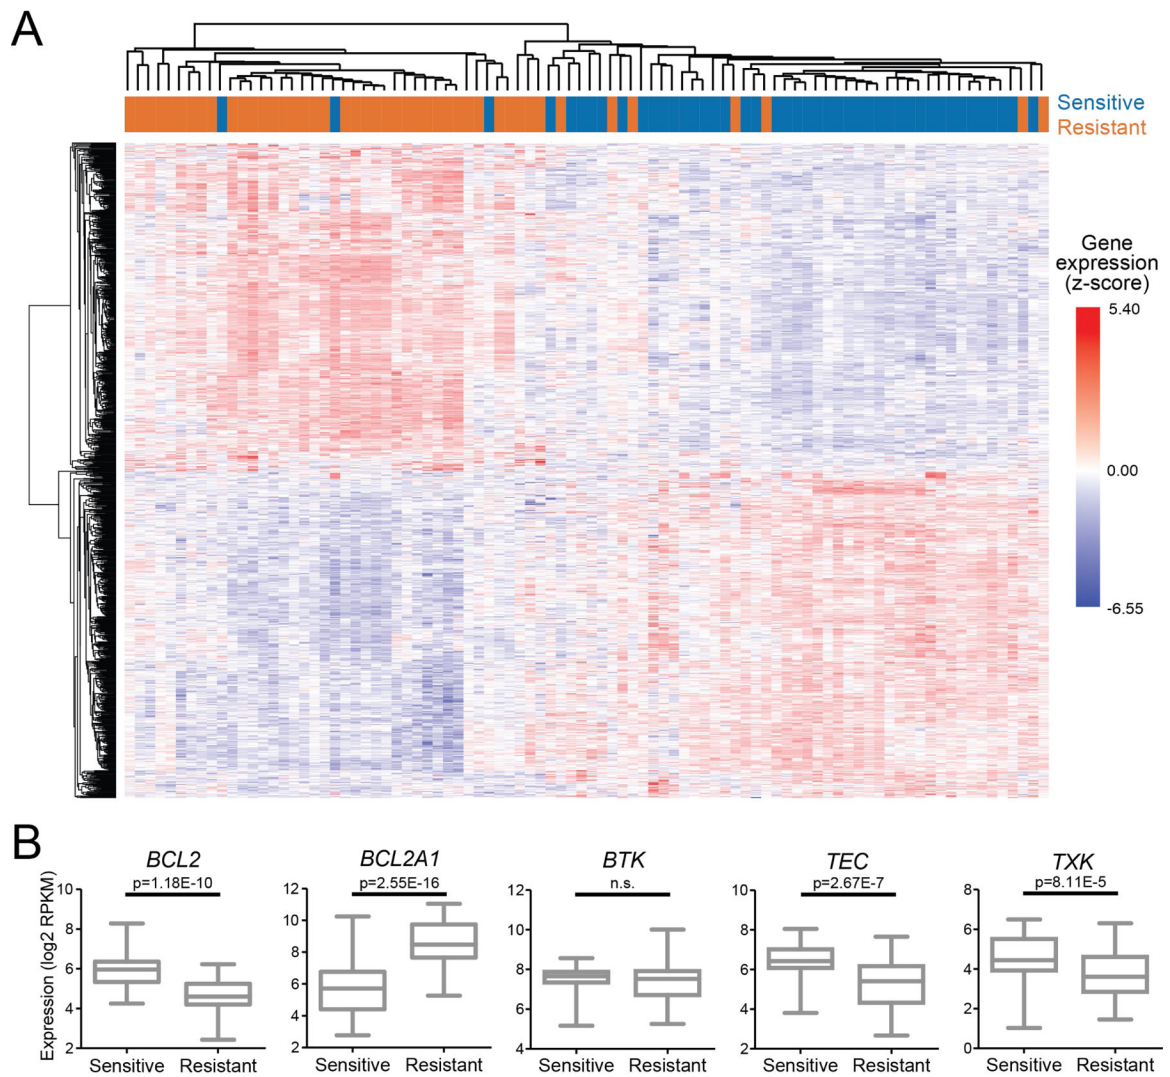 A
Sensitive
Resistant
Gene
expression
(z-score)
5.40
0.00
-6.55
B
BCL2
p=1.18E-10
Expression (log2 RPKM)
10
8
6
4
2
Sensitive
Resistant
BCL2A1
p=2.55E-16
12
10
8
6
4
2
Sensitive
Resistant
BTK
n.s.
12
10
8
6
4
Sensitive
Resistant
TEC
p=2.67E-7
10
8
6
4
2
Sensitive
Resistant
TXK
p=8.11E-5
8
6
4
2
0
Sensitive
Resistant